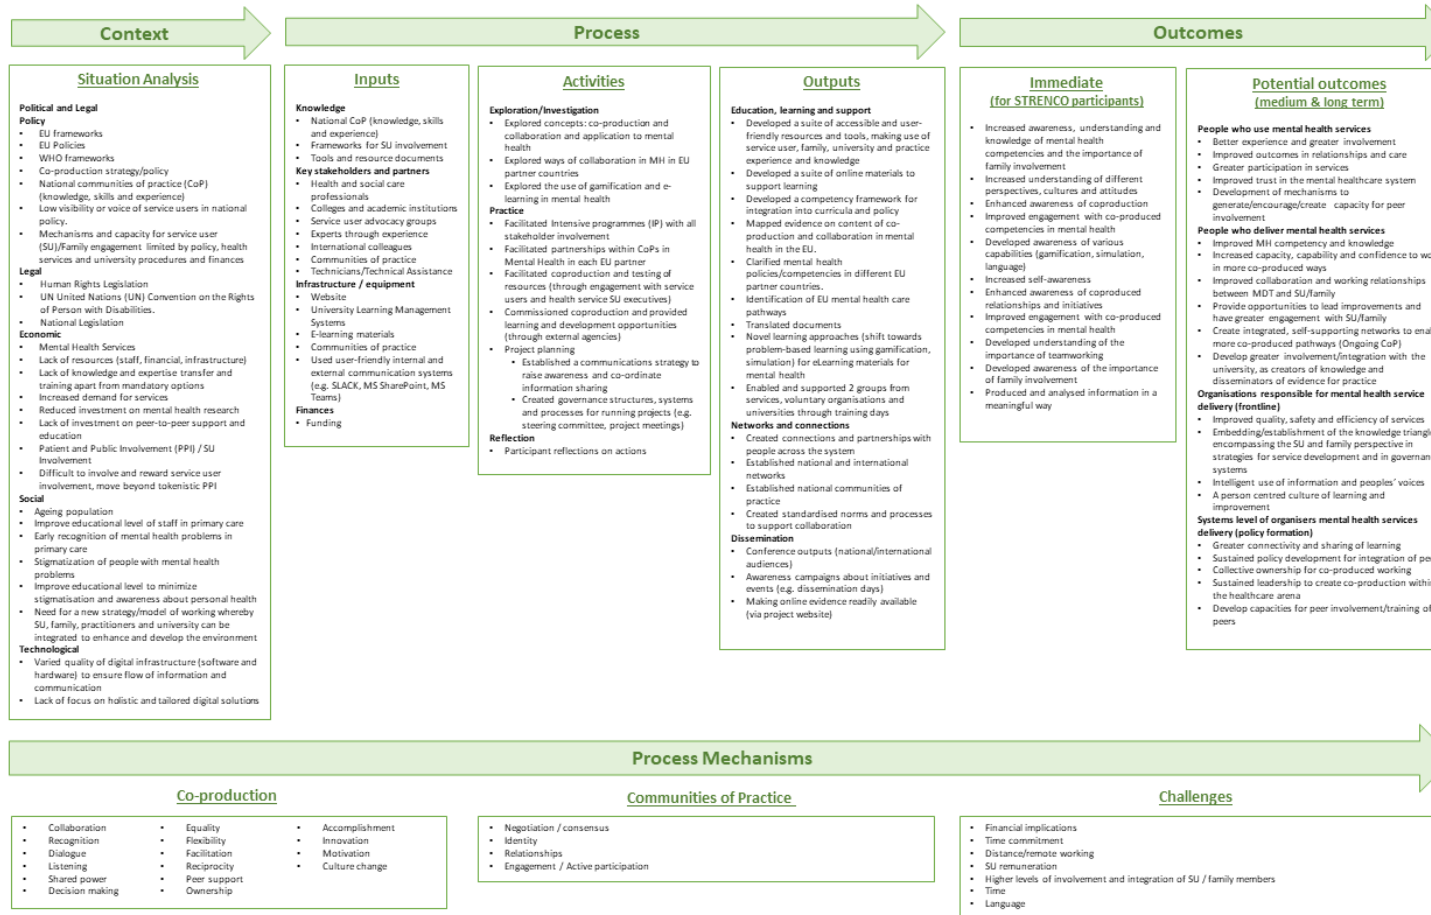 Context
Process
Outcomes
Situation Analysis
Political and Legal
Policy
• EU frameworks
• EU Policies
• WHO frameworks
• Co-production strategy/policy
• National communities of practice (CoP)
(knowledge, skills and experience)
• Low visibility or voice of service users in national
policy.
• Mechanisms and capacity for service user
(SU)/Family engagement limited by policy, health
services and university procedures and finances
Legal
• Human Rights Legislation
• UN United Nations (UN) Convention on the Rights
of Person with Disabilities.
• National Legislation
Economic
• Mental Health Services
• Lack of resources (staff, financial, infrastructure)
• Lack of knowledge and expertise transfer and
training apart from mandatory options
• Increased demand for services
• Reduced investment on mental health research
• Lack of investment on peer-to-peer support and
education
• Patient and Public Involvement (PPI) / SU
Involvement
• Difficult to involve and reward service user
involvement, move beyond tokenistic PPI
Social
• Ageing population
• Improve educational level of staff in primary care
• Early recognition of mental health problems in
primary care
• Stigmatization of people with mental health
problems
• Improve educational level to minimize
stigmatisation and awareness about personal health
• Need for a new strategy/model of working whereby
SU, family, practitioners and university can be
integrated to enhance and develop the environment
Technological
• Varied quality of digital infrastructure (software and
hardware) to ensure flow of information and
communication
• Lack of focus on holistic and tailored digital solutions
Inputs
Knowledge
• National CoP (knowledge, skills
and experience)
• Frameworks for SU involvement
• Tools and resource documents
Key stakeholders and partners
• Health and social care
professionals
• Colleges and academic institutions
• Service user advocacy groups
• Experts through experience
• International colleagues
• Communities of practice
• Technicians/Technical Assistance
Infrastructure / equipment
• Website
• University Learning Management
Systems
• E-learning materials
• Communities of practice
• Used user-friendly internal and
external communication systems
(e.g. SLACK, MS SharePoint, MS
Teams)
Finances
• Funding
Activities
Exploration/Investigation
• Explored concepts: co-production and
collaboration and application to mental
health
• Explored ways of collaboration in MH in EU
partner countries
• Explored the use of gamification and e-
learning in mental health
Practice
• Facilitated Intensive programmes (IP) with all
stakeholder involvement
• Facilitated partnerships within CoPs in
Mental Health in each EU partner
• Facilitated coproduction and testing of
resources (through engagement with service
users and health service SU executives)
• Commissioned coproduction and provided
learning and development opportunities
(through external agencies)
• Project planning
▪ Established a communications strategy to
raise awareness and co-ordinate
information sharing
▪ Created governance structures, systems
and processes for running projects (e.g.
steering committee, project meetings)
Reflection
• Participant reflections on actions
Outputs
Education, learning and support
• Developed a suite of accessible and user-
friendly resources and tools, making use of
service user, family, university and practice
experience and knowledge
• Developed a suite of online materials to
support learning
• Developed a competency framework for
integration into curricula and policy
• Mapped evidence on content of co-
production and collaboration in mental
health in the EU.
• Clarified mental health
policies/competencies in different EU
partner countries.
• Identification of EU mental health care
pathways
• Translated documents
• Novel learning approaches (shift towards
problem-based learning using gamification,
simulation) for eLearning materials for
mental health
• Enabled and supported 2 groups from
services, voluntary organisations and
universities through training days
Networks and connections
• Created connections and partnerships with
people across the system
• Established national and international
networks
• Established national communities of
practice
• Created standardised norms and processes
to support collaboration
Dissemination
• Conference outputs (national/international
audiences)
• Awareness campaigns about initiatives and
events (e.g. dissemination days)
• Making online evidence readily available
(via project website)
Immediate
(for STRENCO participants)
• Increased awareness, understanding and
knowledge of mental health
competencies and the importance of
family involvement
• Increased understanding of different
perspectives, cultures and attitudes
• Enhanced awareness of coproduction
• Improved engagement with co-produced
competencies in mental health
• Developed awareness of various
capabilities (gamification, simulation,
language)
• Increased self-awareness
• Enhanced awareness of coproduced
relationships and initiatives
• Improved engagement with co-produced
competencies in mental health
• Developed understanding of the
importance of teamworking
• Developed awareness of the importance
of family involvement
• Produced and analysed information in a
meaningful way
Potential outcomes
(medium & long term)
People who use mental health services
• Better experience and greater involvement
• Improved outcomes in relationships and care
• Greater participation in services
• Improved trust in the mental healthcare system
• Development of mechanisms to
generate/encourage/create capacity for peer
involvement
People who deliver mental health services
• Improved MH competency and knowledge
• Increased capacity, capability and confidence to wo
in more co-produced ways
• Improved collaboration and working relationships
between MDT and SU/family
• Provide opportunities to lead improvements and
have greater engagement with SU/family
• Create integrated, self-supporting networks to enal
more co-produced pathways (Ongoing CoP)
• Develop greater involvement/integration with the
university, as creators of knowledge and
disseminators of evidence for practice
Organisations responsible for mental health service
delivery (frontline)
• Improved quality, safety and efficiency of services
• Embedding/establishment of the knowledge triangl
encompassing the SU and family perspective in
strategies for service development and in governan
systems
• Intelligent use of information and peoples' voices
• A person centred culture of learning and
improvement
Systems level of organisers mental health services
delivery (policy formation)
• Greater connectivity and sharing of learning
• Sustained policy development for integration of pe
• Collective ownership for co-produced working
• Sustained leadership to create co-production within
the healthcare arena
• Develop capacities for peer involvement/training of
peers
Process Mechanisms
Co-production
• Collaboration
• Recognition
• Dialogue
• Listening
• Shared power
• Decision making
• Equality
• Flexibility
• Facilitation
• Reciprocity
• Peer support
• Ownership
• Accomplishment
• Innovation
• Motivation
• Culture change
Communities of Practice
• Negotiation / consensus
• Identity
• Relationships
• Engagement / Active participation
Challenges
• Financial implications
• Time commitment
• Distance/remote working
• SU remuneration
• Higher levels of involvement and integration of SU / family members
• Time
• Language